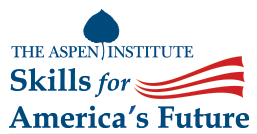 THE ASPEN INSTITUTE
Skills for
America's Future